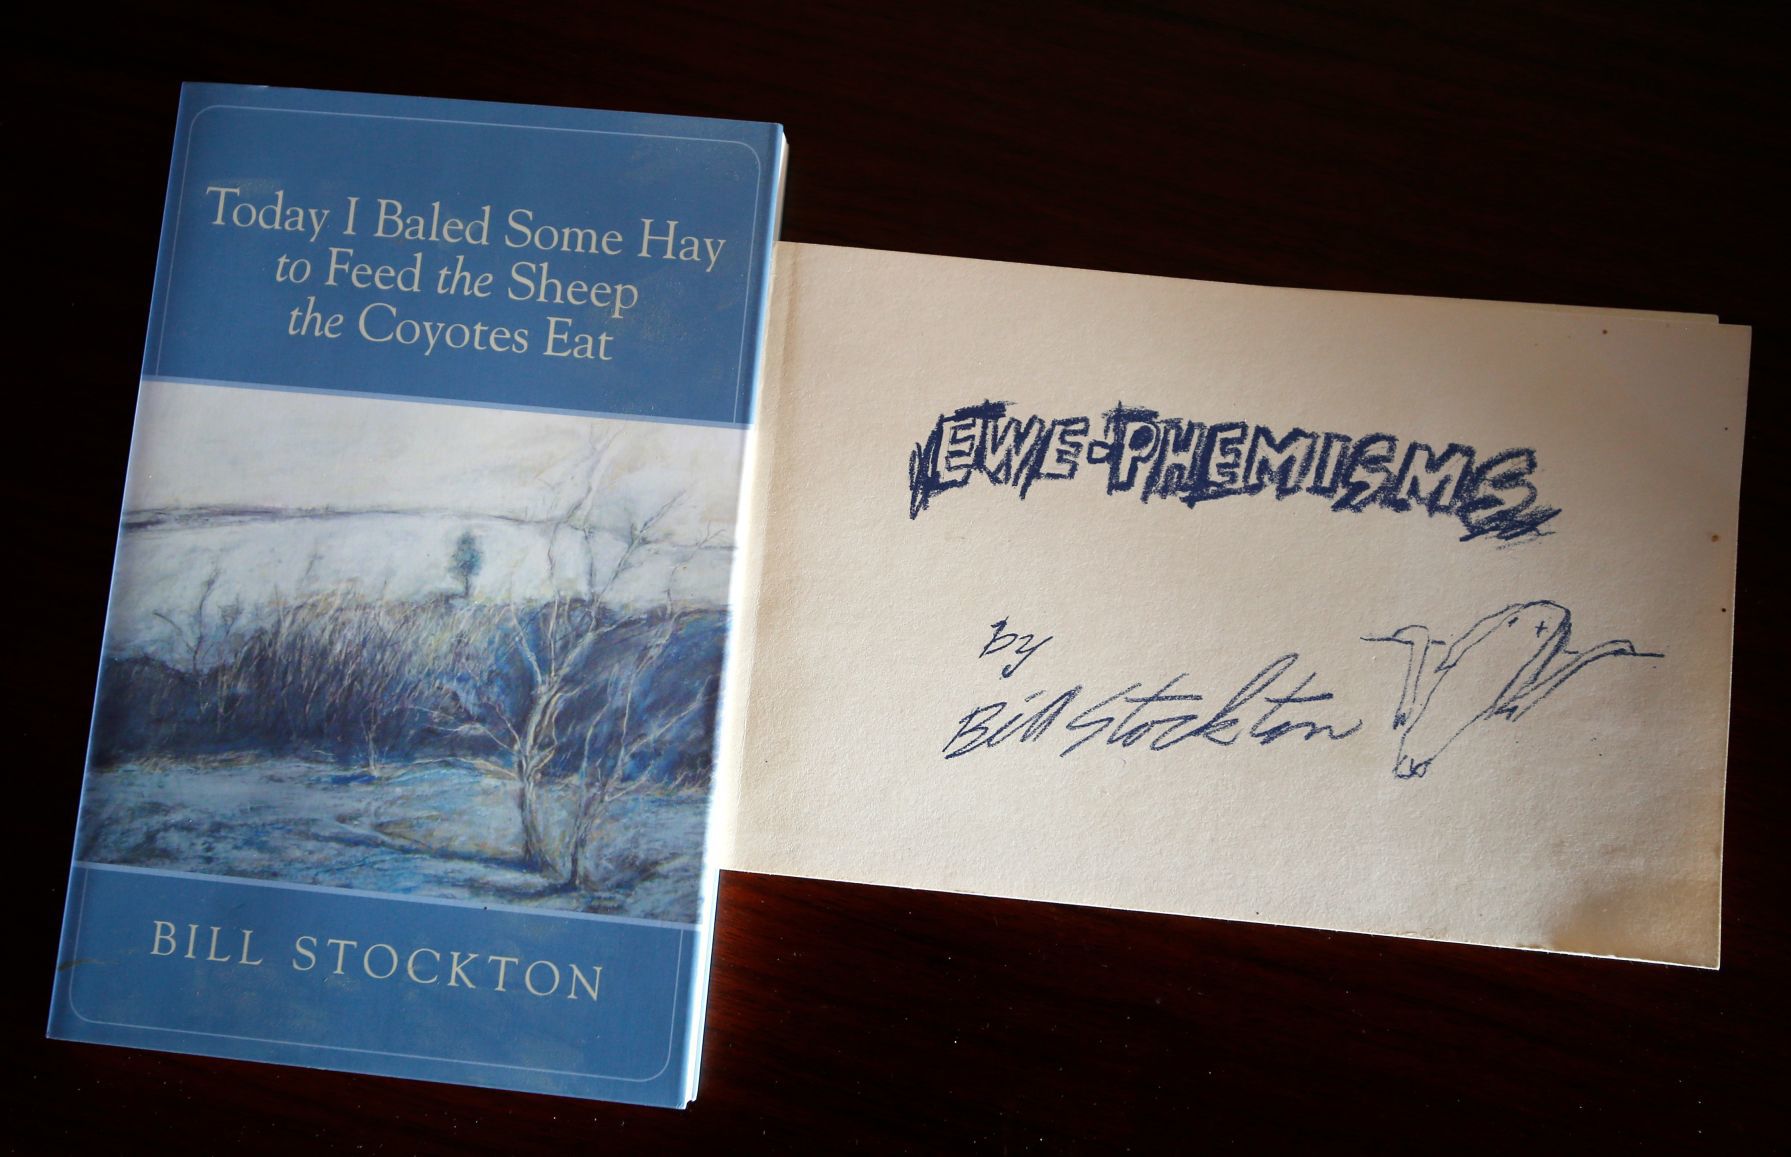 Today I Baled Some Hay
to Feed the Sheep
the Coyotes Eat
BILL STOCKTON
EWE-PHEMISMS
by
Bill Stockton